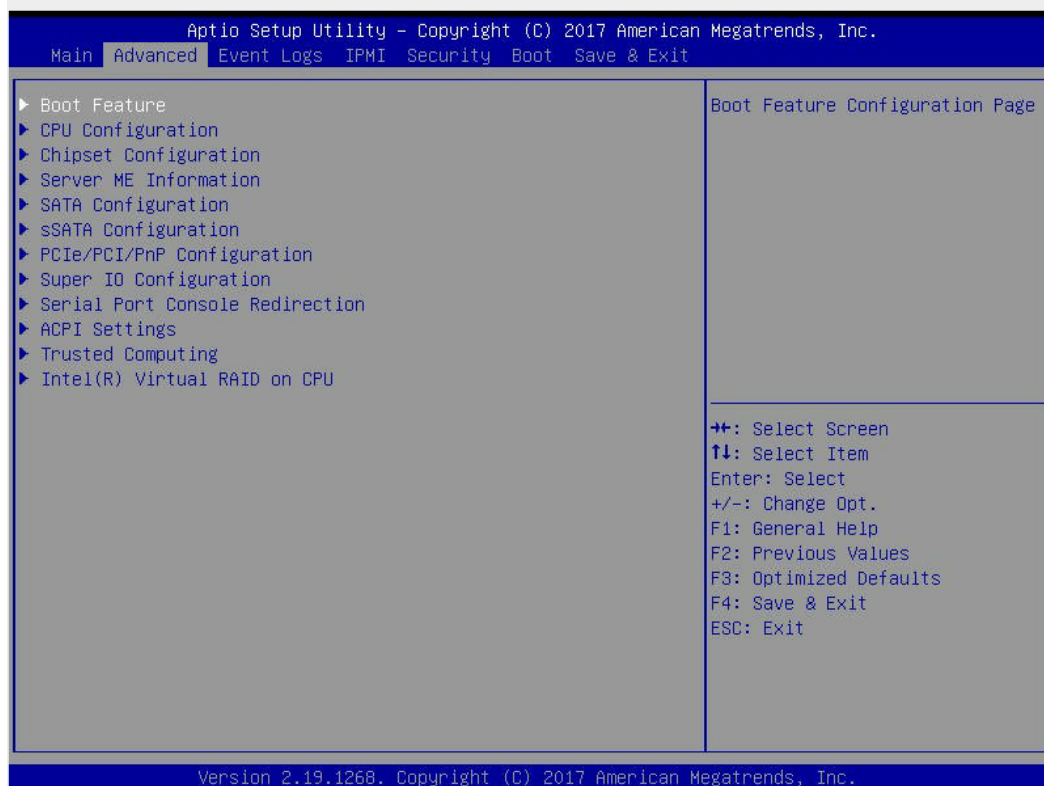 Aptio Setup Utility – Copyright (C) 2017 American Megatrends, Inc.
Main Advanced Event Logs IPMI Security Boot Save & Exit
▶ Boot Feature
▶ CPU Configuration
▶ Chipset Configuration
▶ Server ME Information
▶ SATA Configuration
▶ sSATA Configuration
▶ PCIe/PCI/PnP Configuration
▶ Super IO Configuration
▶ Serial Port Console Redirection
▶ ACPI Settings
▶ Trusted Computing
▶ Intel(R) Virtual RAID on CPU
Boot Feature Configuration Page
→←: Select Screen
↑↓: Select Item
Enter: Select
+/-: Change Opt.
F1: General Help
F2: Previous Values
F3: Optimized Defaults
F4: Save & Exit
ESC: Exit
Version 2.19.1268. Copyright (C) 2017 American Megatrends, Inc.